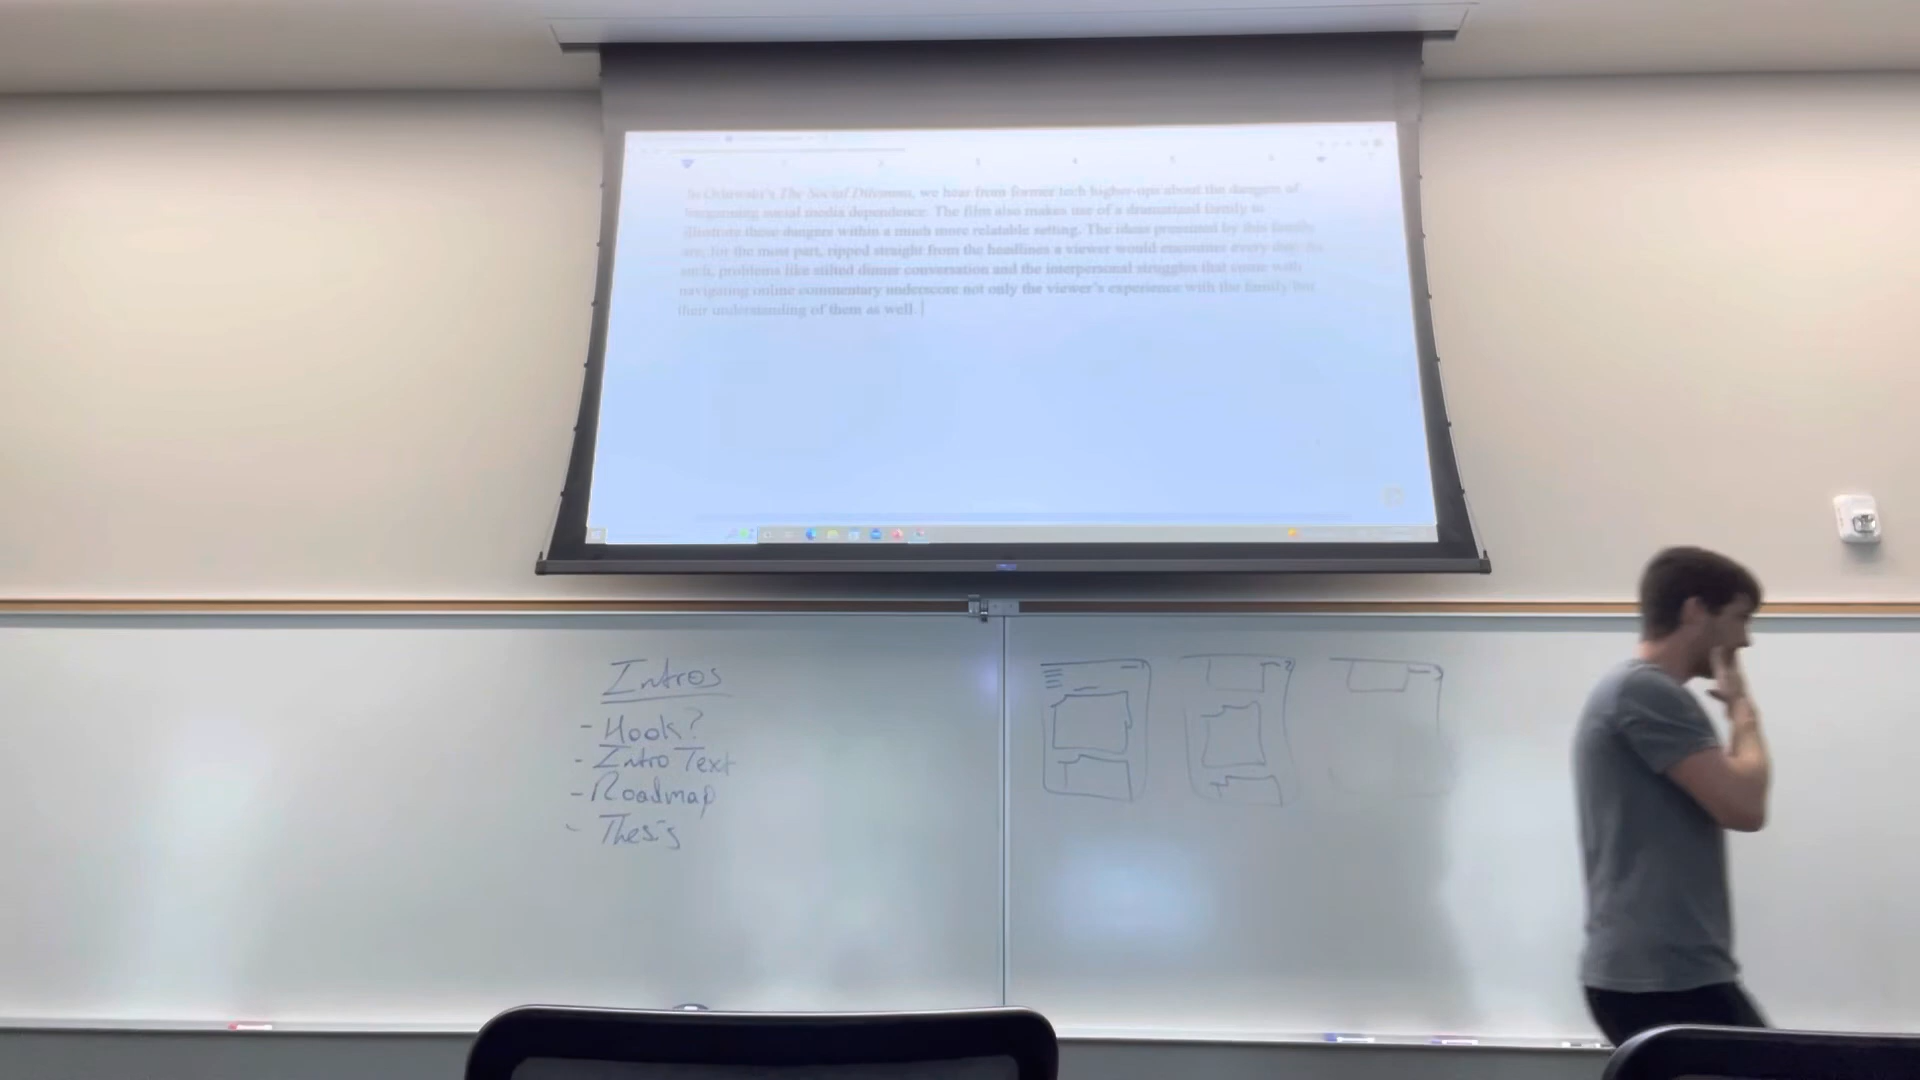 In Orlowski's The Social Dilemma, we hear from former tech higher-ups about the dangers of
burgeoning social media dependence. The film also makes use of a dramatized family to
illustrate these dangers within a much more relatable setting. The ideas presented by this family
are, for the most part, ripped straight from the headlines a viewer would encounter every day. As
such, problems like stilted dinner conversation and the interpersonal struggles that come with
navigating online commentary underscore not only the viewer's experience with the family but
their understanding of them as well.
Intros
- Hook?
- Intro Text
- Roadmap
- Thesis